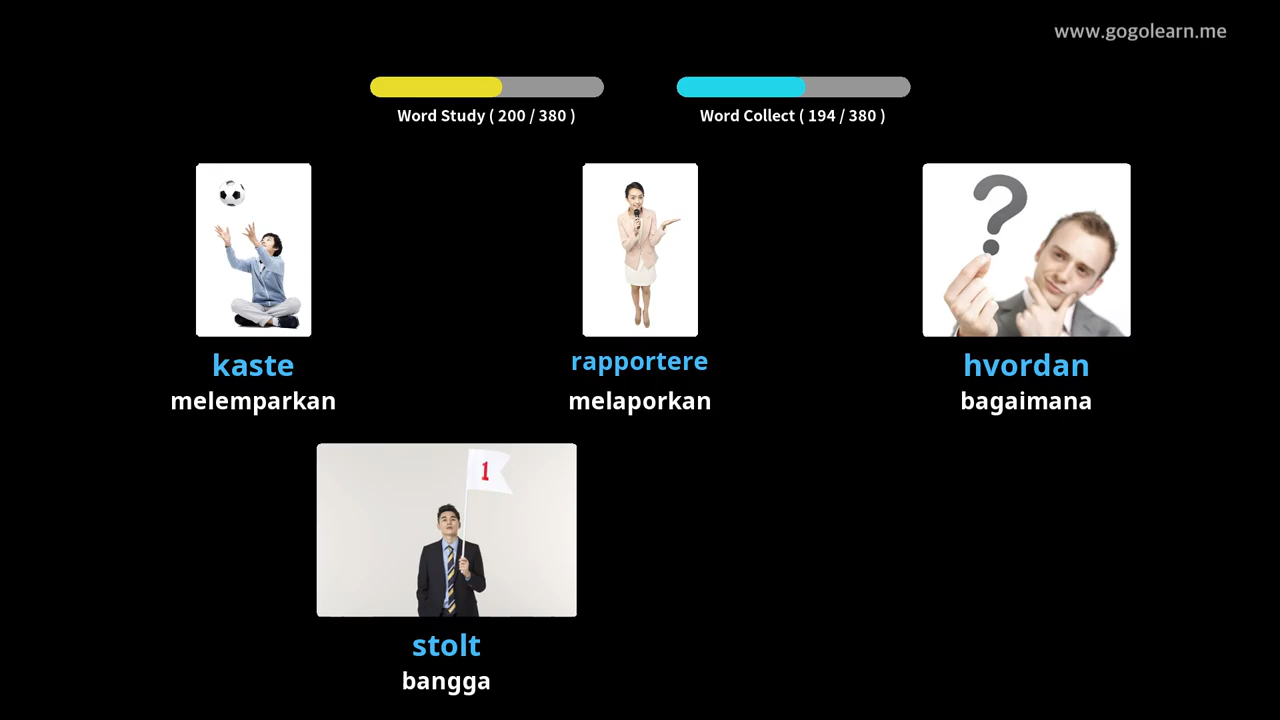 www.gogolearn.me
Word Study ( 200 / 380 )
Word Collect ( 194 / 380 )
kaste
melemparkan
rapportere
melaporkan
hvordan
bagaimana
?
1
stolt
bangga